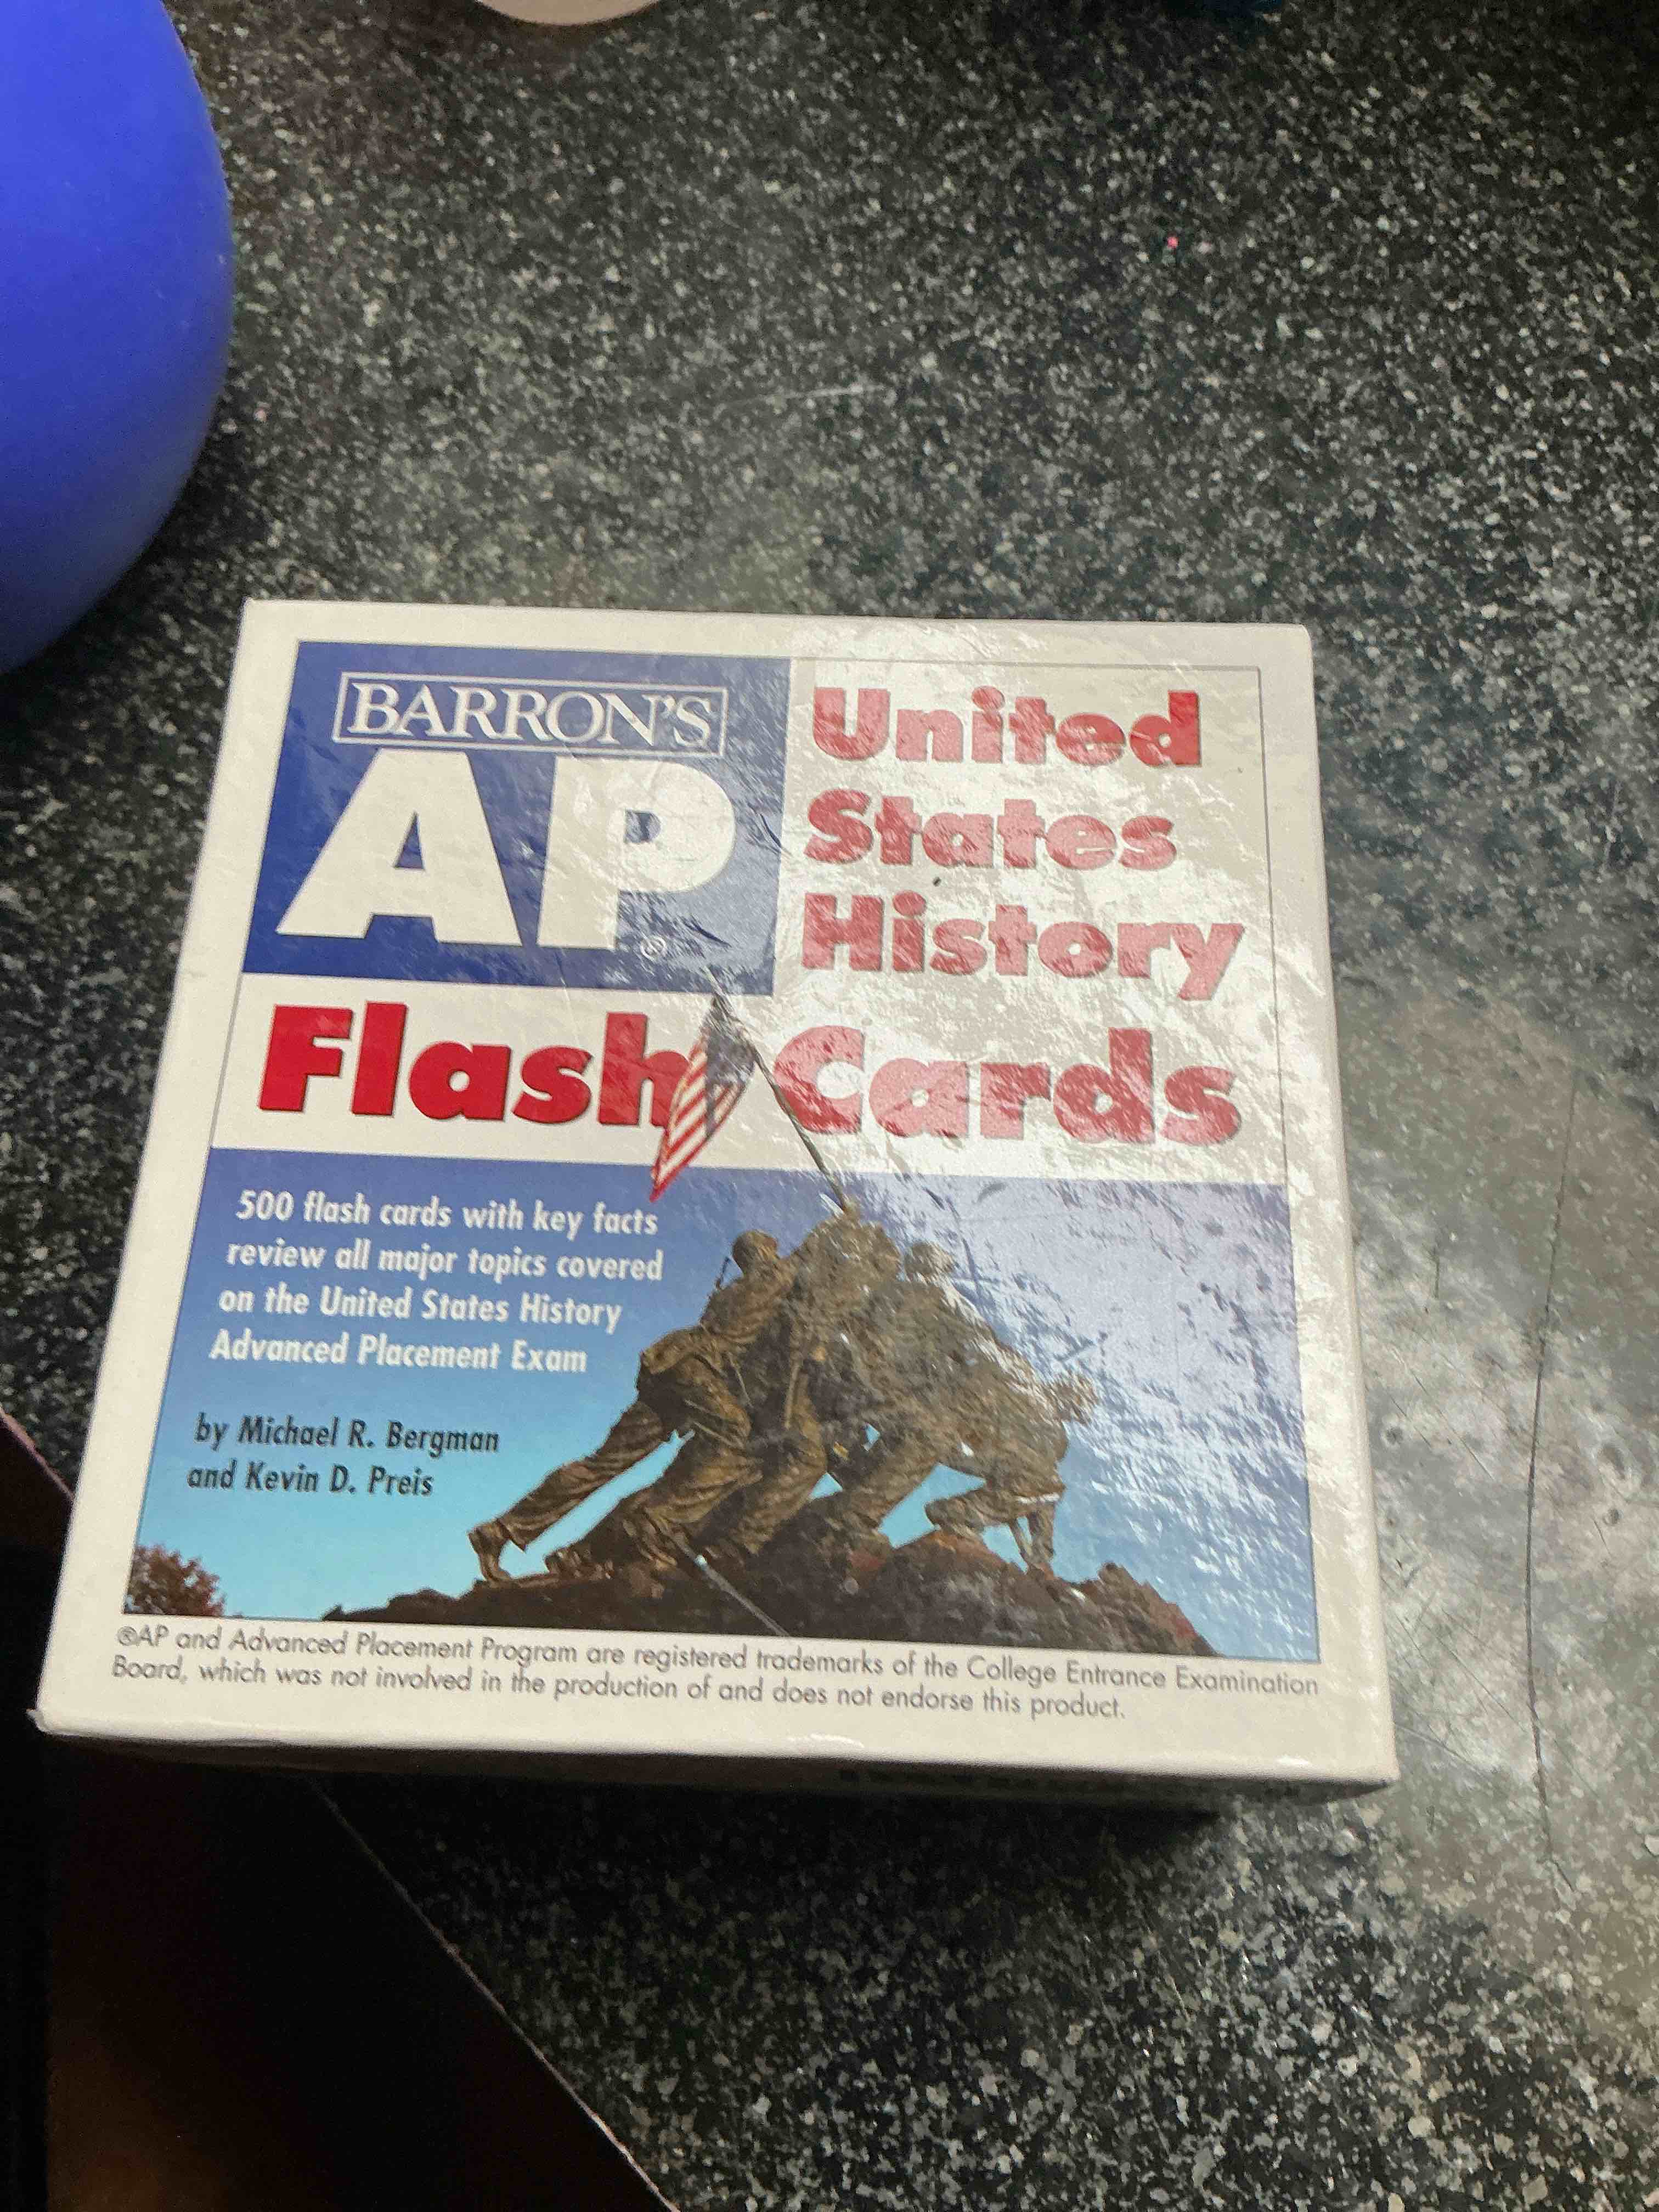 BARRON'S
AP®
United
States
History
Flash Cards
500 flash cards with key facts
review all major topics covered
on the United States History
Advanced Placement Exam
by Michael R. Bergman
and Kevin D. Preis
®AP and Advanced Placement Program are registered trademarks of the College Entrance Examination
Board, which was not involved in the production of and does not endorse this product.